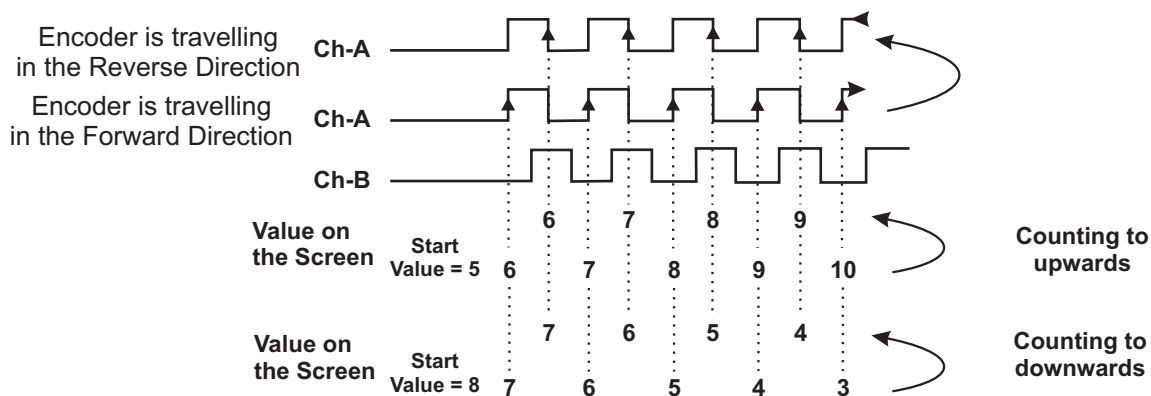 Encoder is travelling
in the Reverse Direction
Ch-A
Encoder is travelling
in the Forward Direction
Ch-A
Ch-B
6 7 8 9
Value on
the Screen
Start
Value = 5
6 7 8 9 10
Counting to
upwards
7 6 5 4
Value on
the Screen
Start
Value = 8
7 6 5 4 3
Counting to
downwards